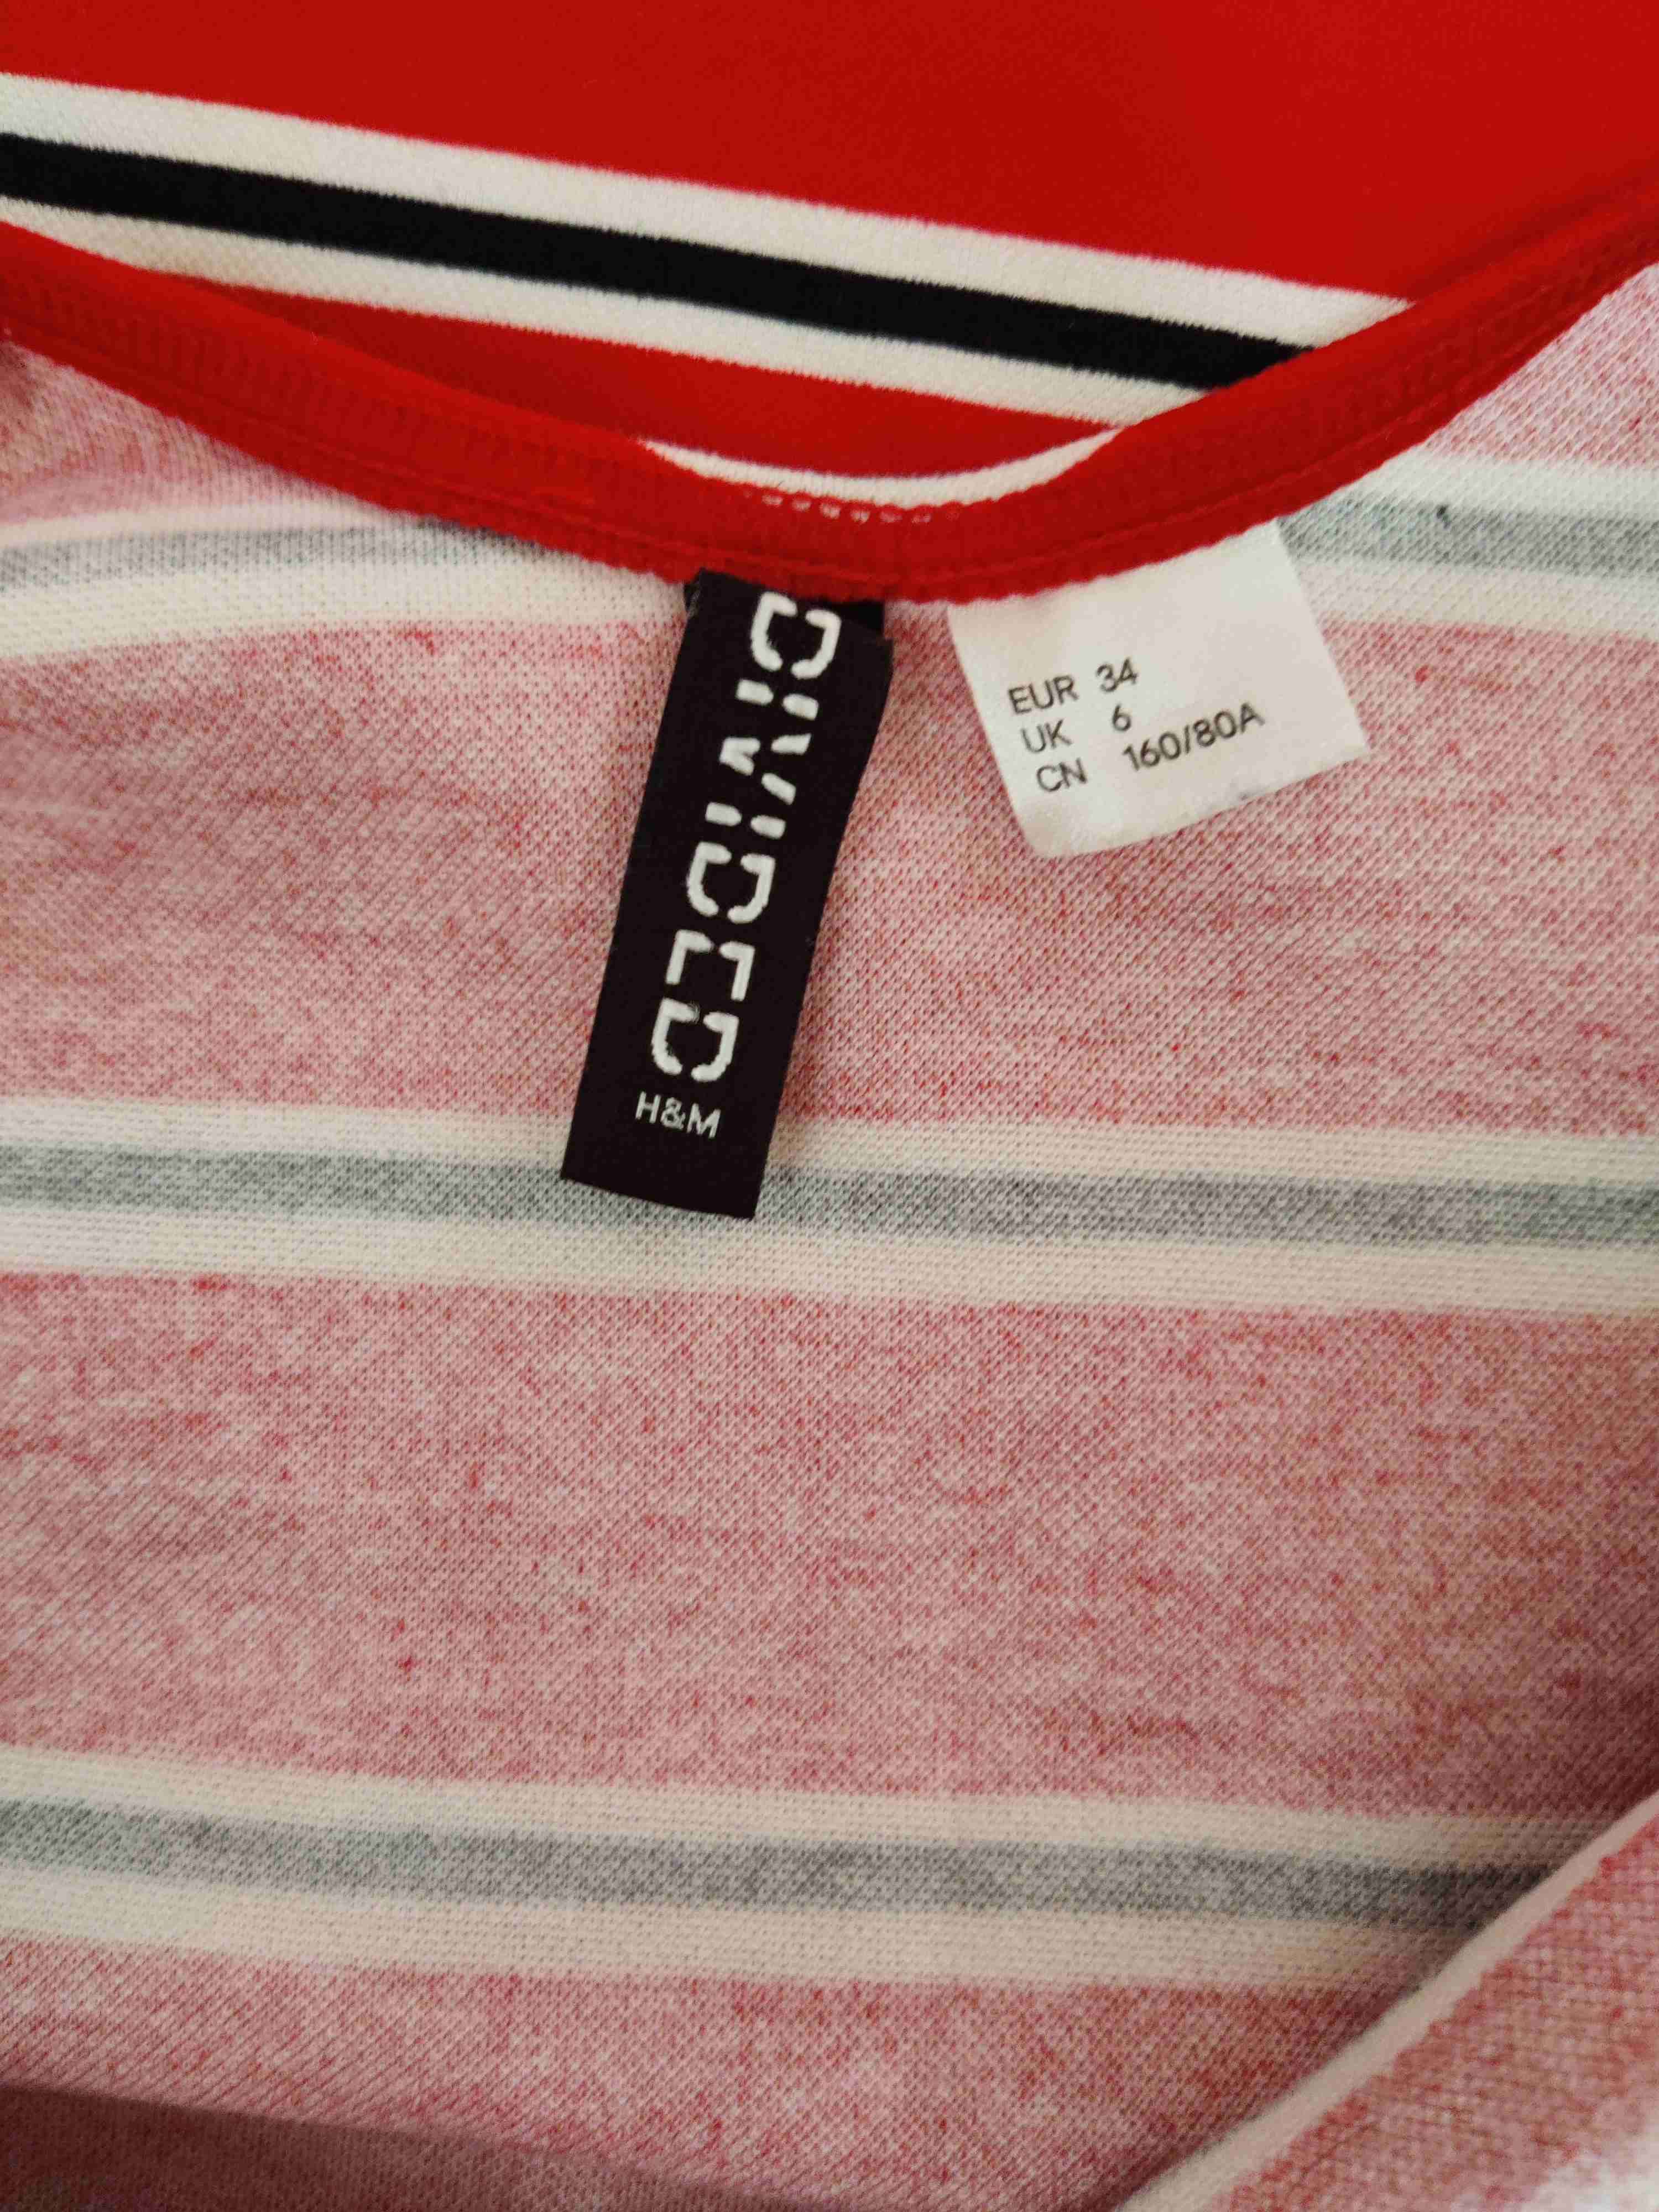 DIVIDED
H&M
EUR 34
UK 6
CN 160/80A